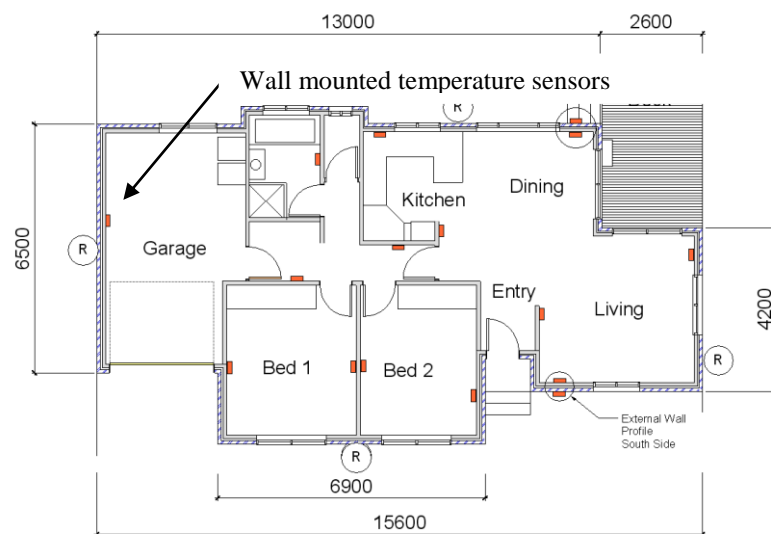 13000
2600
Wall mounted temperature sensors
R
6500
Kitchen
Dining
R
Garage
Entry
Living
4200
Bed 1
Bed 2
R
External Wall
Profile
South Side
R
6900
15600